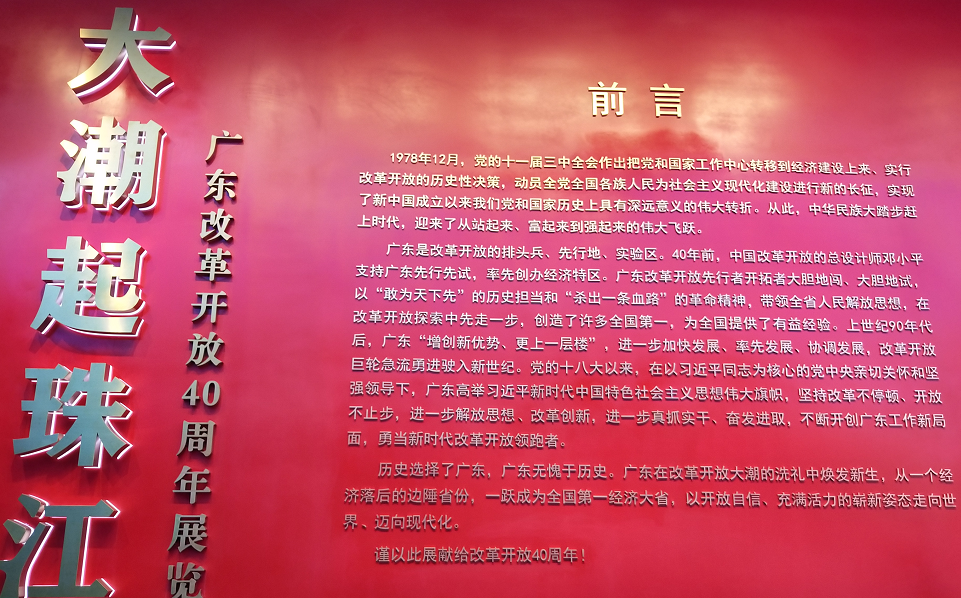 大潮起珠江
广东改革开放40周年展览
前言
1978年12月，党的十一届三中全会作出把党和国家工作中心转移到经济建设上来、实行
改革开放的历史性决策，动员全党全国各族人民为社会主义现代化建设进行新的长征，实现
了新中国成立以来我们党和国家历史上具有深远意义的伟大转折。从此，中华民族大踏步赶
上时代，迎来了从站起来、富起来到强起来的伟大飞跃。
广东是改革开放的排头兵、先行地、实验区。40年前，中国改革开放的总设计师邓小平
支持广东先行先试，率先创办经济特区。广东改革开放先行者开拓者大胆地闯、大胆地试，
以“敢为天下先”的历史担当和“杀出一条血路”的革命精神，带领全省人民解放思想，在
改革开放探索中先走一步，创造了许多全国第一，为全国提供了有益经验。上世纪90年代
后，广东“增创新优势、更上一层楼”，进一步加快发展、率先发展、协调发展，改革开放
巨轮急流勇进驶入新世纪。党的十八大以来，在以习近平同志为核心的党中央亲切关怀和坚
强领导下，广东高举习近平新时代中国特色社会主义思想伟大旗帜，坚持改革不停顿、开放
不止步，进一步解放思想、改革创新，进一步真抓实干、奋发进取，不断开创广东工作新局
面，勇当新时代改革开放领跑者。
历史选择了广东，广东无愧于历史。广东在改革开放大潮的洗礼中焕发新生，从一个经
济落后的边陲省份，一跃成为全国第一经济大省，以开放自信、充满活力的崭新姿态走向世
界、迈向现代化。
谨以此展献给改革开放40周年！